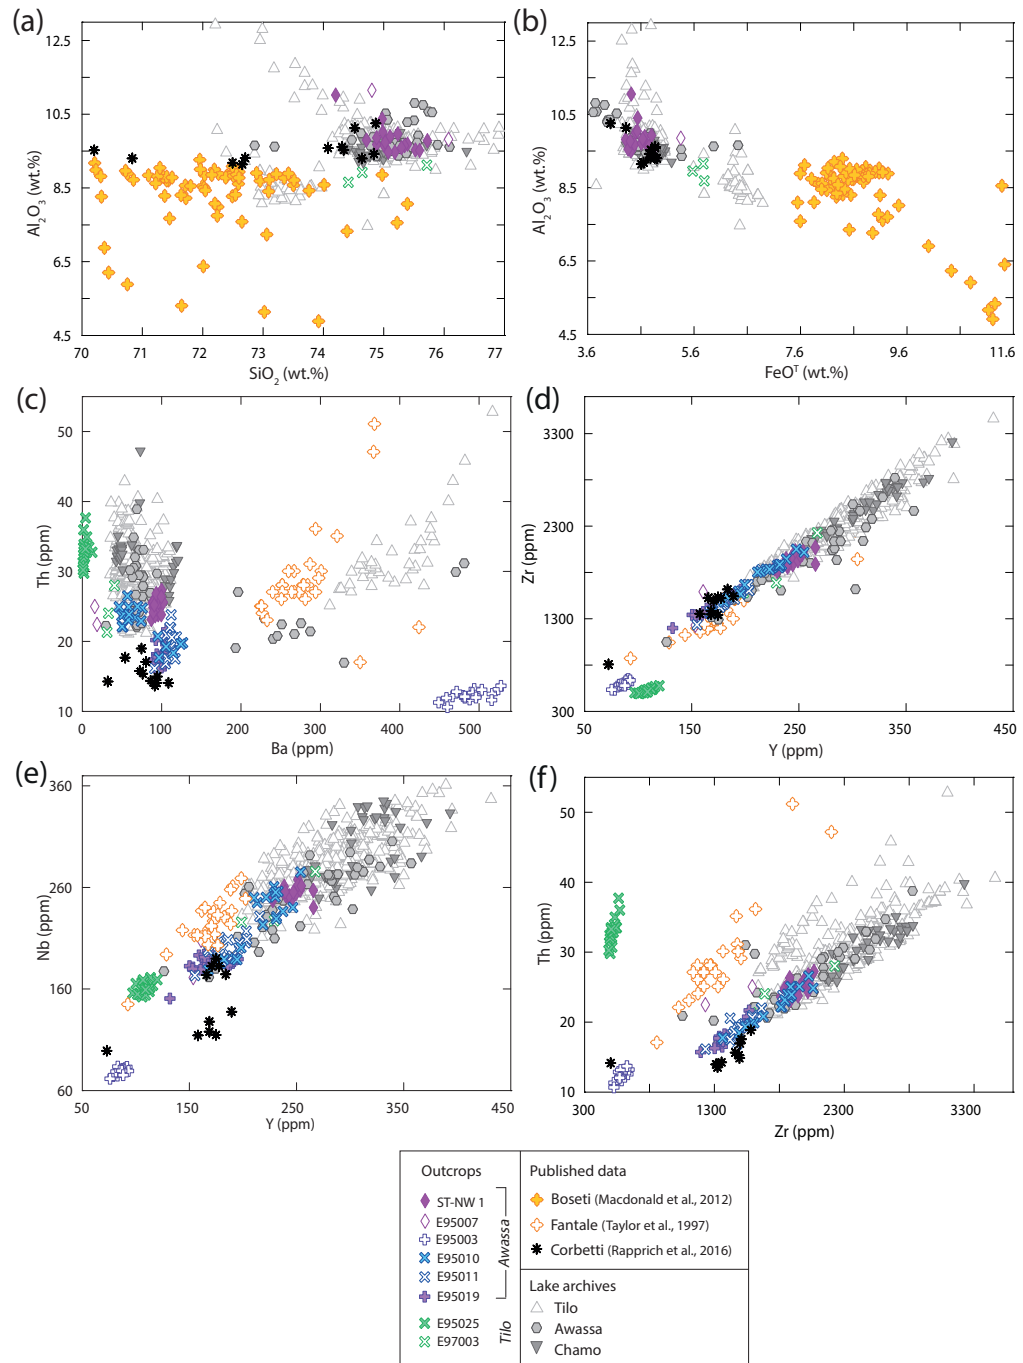 (a)
(b)
12.5
10.5
8.5
6.5
4.5
Al2O3 (wt.%)
70 71 72 73 74 75 76 77
SiO2 (wt.%)
12.5
10.5
8.5
6.5
4.5
Al2O3 (wt.%)
3.6 5.6 7.6 9.6 11.6
FeOT (wt.%)
(c)
(d)
50
40
30
20
10
Th (ppm)
0 100 200 300 400 500
Ba (ppm)
3300
2300
1300
300
Zr (ppm)
50 150 250 350 450
Y (ppm)
(e)
(f)
360
260
160
60
Nb (ppm)
50 150 250 350 450
Y (ppm)
50
40
30
20
10
Th (ppm)
300 1300 2300 3300
Zr (ppm)
Outcrops
ST-NW 1
E95007
E95003
E95010
E95011
E95019
Awassa
E95025
E97003
Tilo
Published data
Boseti (Macdonald et al., 2012)
Fantale (Taylor et al., 1997)
Corbetti (Rapprich et al., 2016)
Lake archives
Tilo
Awassa
Chamo